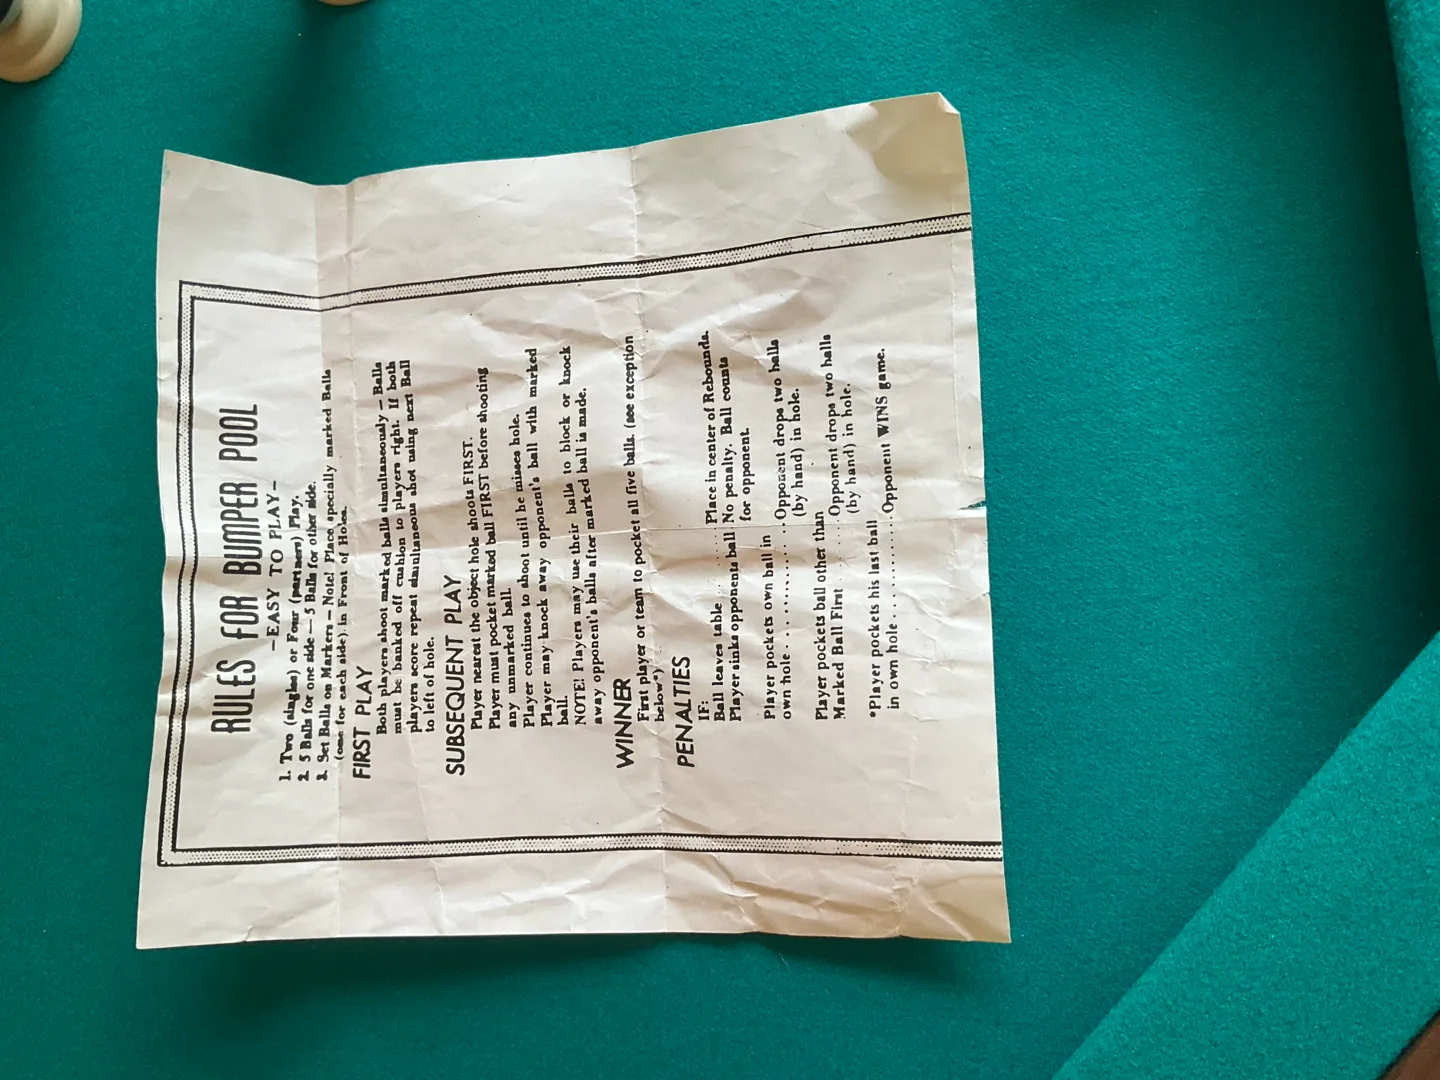 RULES FOR BUMPER POOL
–EASY TO PLAY–
1. Two (singles) or Four (partners) Play.
2. 5 Balls for one side — 5 Balls for other side.
3. Set Balls on Markers – Note! Place specially marked Balls
(one for each side) in Front of Holes.
FIRST PLAY
Both players shoot marked balls simultaneously – Balls
must be banked off cushion to players right. If both
players score repeat simultaneous shot using next Ball
to left of hole.
SUBSEQUENT PLAY
Player nearest the object hole shoots FIRST.
Player must pocket marked ball FIRST before shooting
any unmarked ball.
Player continues to shoot until he misses hole.
Player may knock away opponent's ball with marked
ball.
NOTE! Players may use their balls to block or knock
away opponent's balls after marked ball is made.
WINNER
First player or team to pocket all five balls. (see exception
below*)
PENALTIES
IF:
Ball leaves table ..... Place in center of Rebounds.
Player sinks opponents ball. No penalty. Ball counts
for opponent.
Player pockets own ball in
own hole............. Opponent drops two balls
(by hand) in hole.
Player pockets ball other than
Marked Ball First ...... Opponent drops two balls
(by hand) in hole.
*Player pockets his last ball
in own hole............. Opponent WINS game.